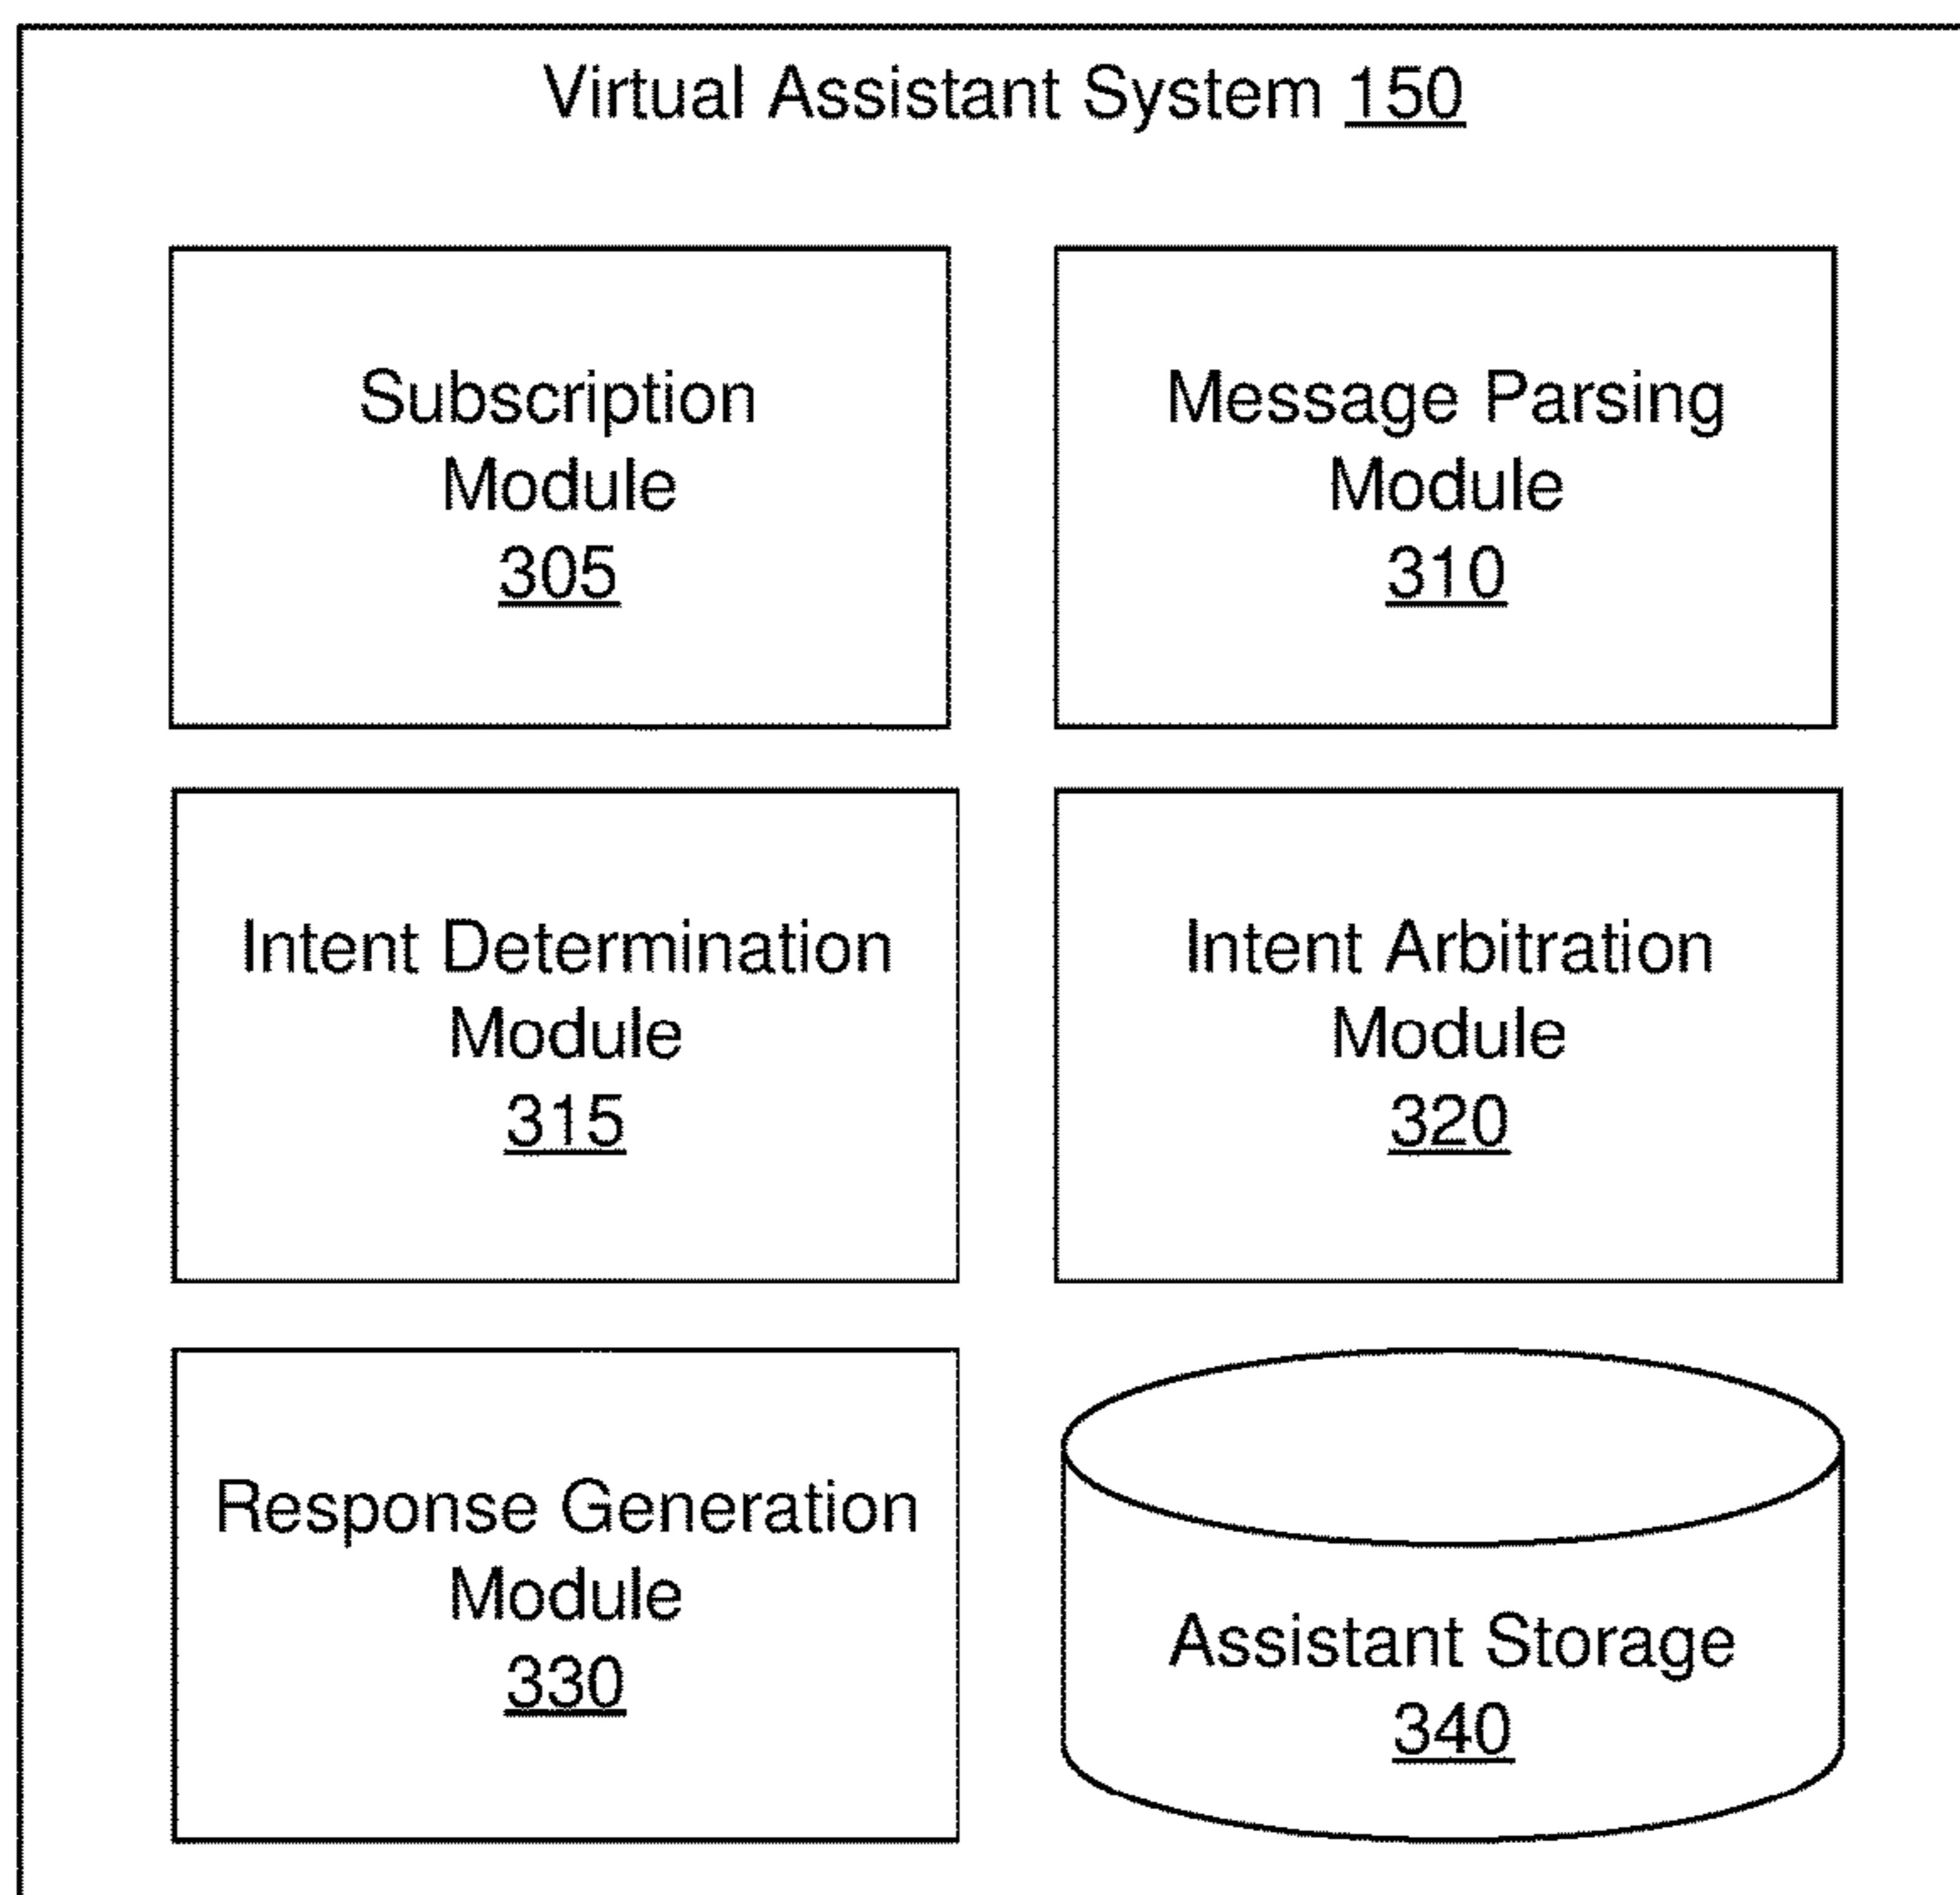 Virtual Assistant System 150
Subscription
Module
305
Message Parsing
Module
310
Intent Determination
Module
315
Intent Arbitration
Module
320
Response Generation
Module
330
Assistant Storage
340